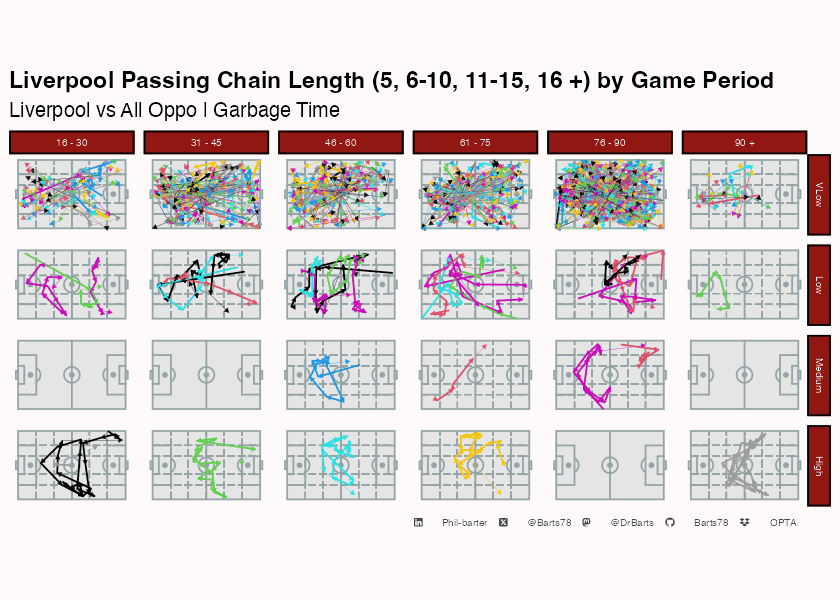 Liverpool Passing Chain Length (5, 6-10, 11-15, 16 +) by Game Period
Liverpool vs All Oppo | Garbage Time
16 - 30
31 - 45
46 - 60
61 - 75
76 - 90
90 +
VLow
Low
Medium
High
Phil-barter @Barts78 @DrBarts Barts78 OPTA